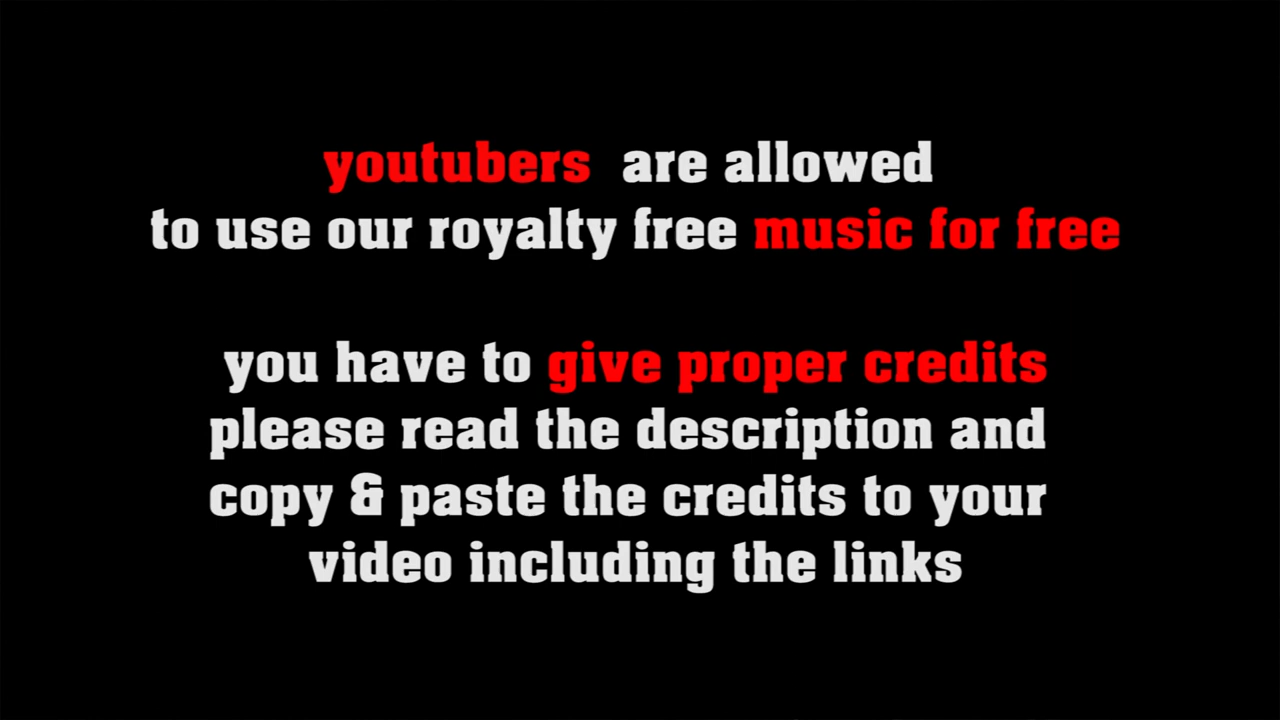 youtubers are allowed
to use our royalty free music for free
you have to give proper credits
please read the description and
copy & paste the credits to your
video including the links